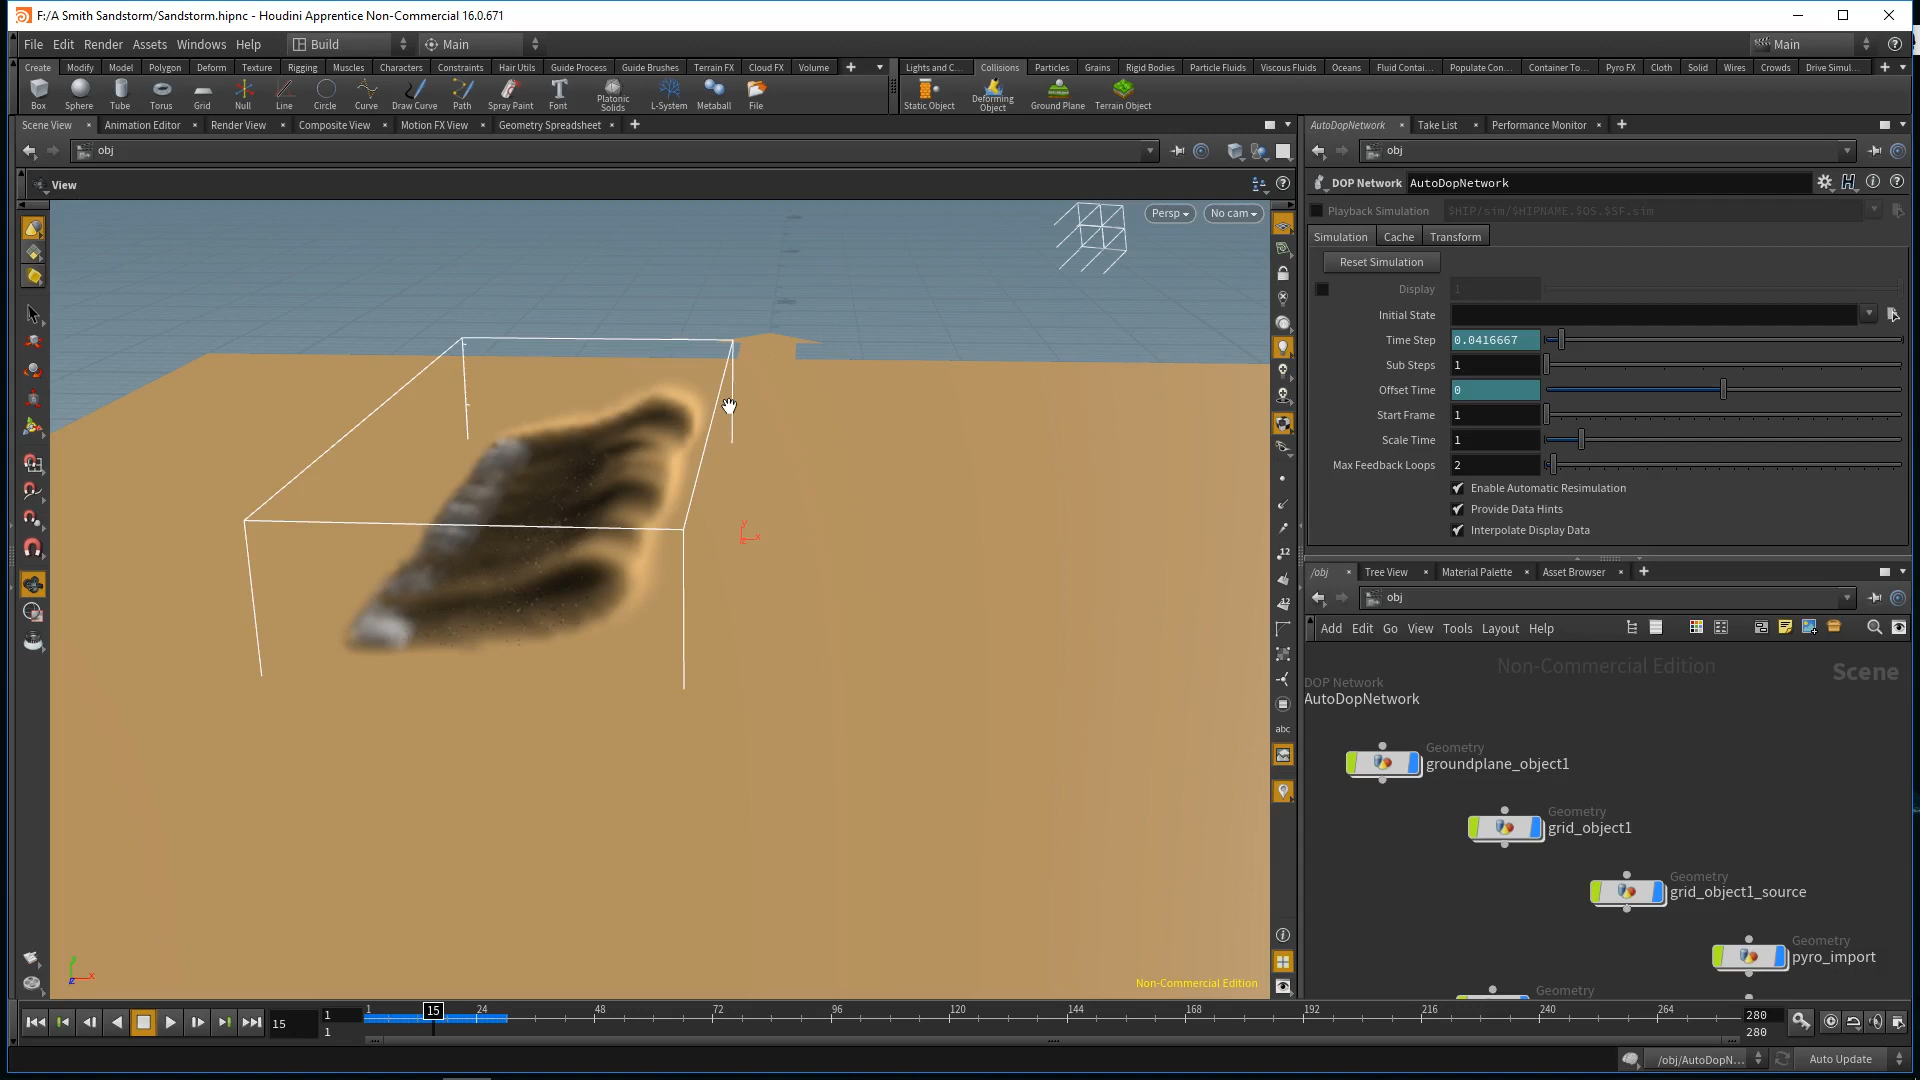 F:/A Smith Sandstorm/Sandstorm.hipnc - Houdini Apprentice Non-Commercial 16.0.671
File Edit Render Assets Windows Help Build Main Main
Create Modify Model Polygon Deform Texture Rigging Muscles Characters Constraints Hair Utils Guide Process Guide Brushes Terrain FX Cloud FX Volume
Lights and C... Collisions Particles Grains Rigid Bodies Particle Fluids Viscous Fluids Oceans Fluid Contai... Populate Con... Container To... Pyro FX Cloth Solid Wires Crowds Drive Simul...
Box Sphere Tube Torus Grid Null Line Circle Curve Draw Curve Path Spray Paint Font Platonic Solids L-System Metaball File
Static Object Deforming Object Ground Plane Terrain Object
Scene View Animation Editor Render View Composite View Motion FX View Geometry Spreadsheet
AutoDopNetwork Take List Performance Monitor
obj
obj
View
DOP Network AutoDopNetwork
Persp No cam
Playback Simulation $HIP/sim/$HIPNAME.$OS.$SF.sim
Simulation Cache Transform
Reset Simulation
Display 1
Initial State
Time Step 0.0416667
Sub Steps 1
Offset Time 0
Start Frame 1
Scale Time 1
Max Feedback Loops 2
Enable Automatic Resimulation
Provide Data Hints
Interpolate Display Data
/obj Tree View Material Palette Asset Browser
obj
Add Edit Go View Tools Layout Help
Non-Commercial Edition Scene
DOP Network
AutoDopNetwork
Geometry
groundplane_object1
Geometry
grid_object1
Geometry
grid_object1_source
Geometry
pyro_import
Geometry
y
x
z
12
12
abc
y
x
z
Non-Commercial Edition
15
1
1
1 15 24 48 72 96 120 144 168 192 216 240 264
280
280
/obj/AutoDopN... Auto Update